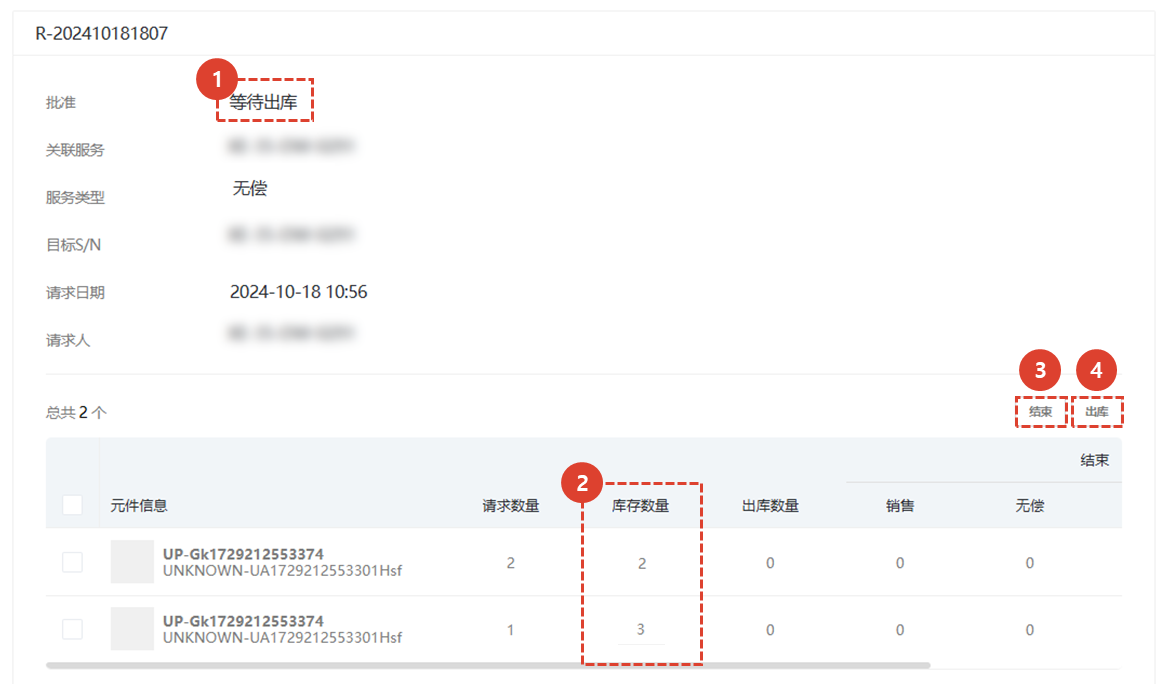 R-202410181807
1
批准 等待出库
关联服务
服务类型 无偿
目标S/N
请求日期 2024-10-18 10:56
请求人
3 4
总共 2 个 结束 出库
结束
2
元件信息 请求数量 库存数量 出库数量 销售 无偿
UP-Gk1729212553374
UNKNOWN-UA1729212553301Hsf 2 2 0 0 0
UP-Gk1729212553374
UNKNOWN-UA1729212553301Hsf 1 3 0 0 0